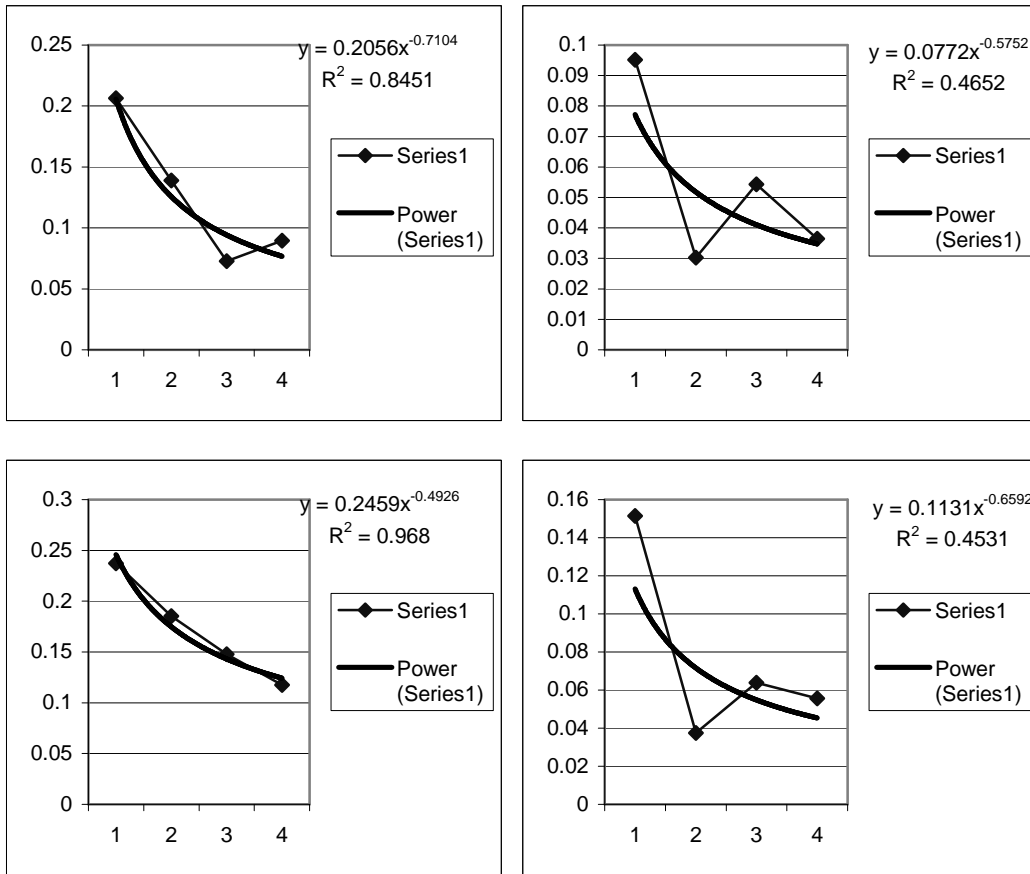 y = 0.2056x^-0.7104
R^2 = 0.8451
0.25
0.2
0.15
0.1
0.05
0
1 2 3 4
Series1
Power
(Series1)
y = 0.0772x^-0.5752
R^2 = 0.4652
0.1
0.09
0.08
0.07
0.06
0.05
0.04
0.03
0.02
0.01
0
1 2 3 4
Series1
Power
(Series1)
y = 0.2459x^-0.4926
R^2 = 0.968
0.3
0.25
0.2
0.15
0.1
0.05
0
1 2 3 4
Series1
Power
(Series1)
y = 0.1131x^-0.6592
R^2 = 0.4531
0.16
0.14
0.12
0.1
0.08
0.06
0.04
0.02
0
1 2 3 4
Series1
Power
(Series1)